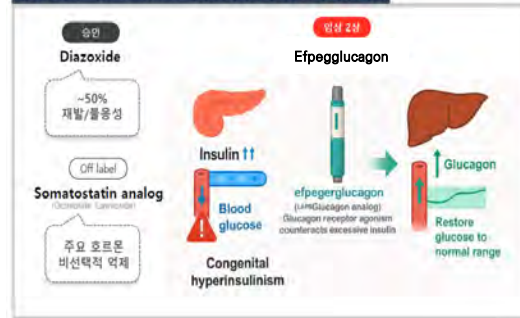 승인
Diazoxide
~50%
재발/불응성
Off label
Somatostatin analog
주요 호르몬
비선택적 억제
임상 2상
Efpegglucagon
Insulin ↑↑
Blood
glucose
Congenital
hyperinsulinism
efpegerglucagon
(LAPSGlucagon analog)
Glucagon receptor agonism
counteracts excessive insulin
Glucagon
Restore
glucose to
normal range